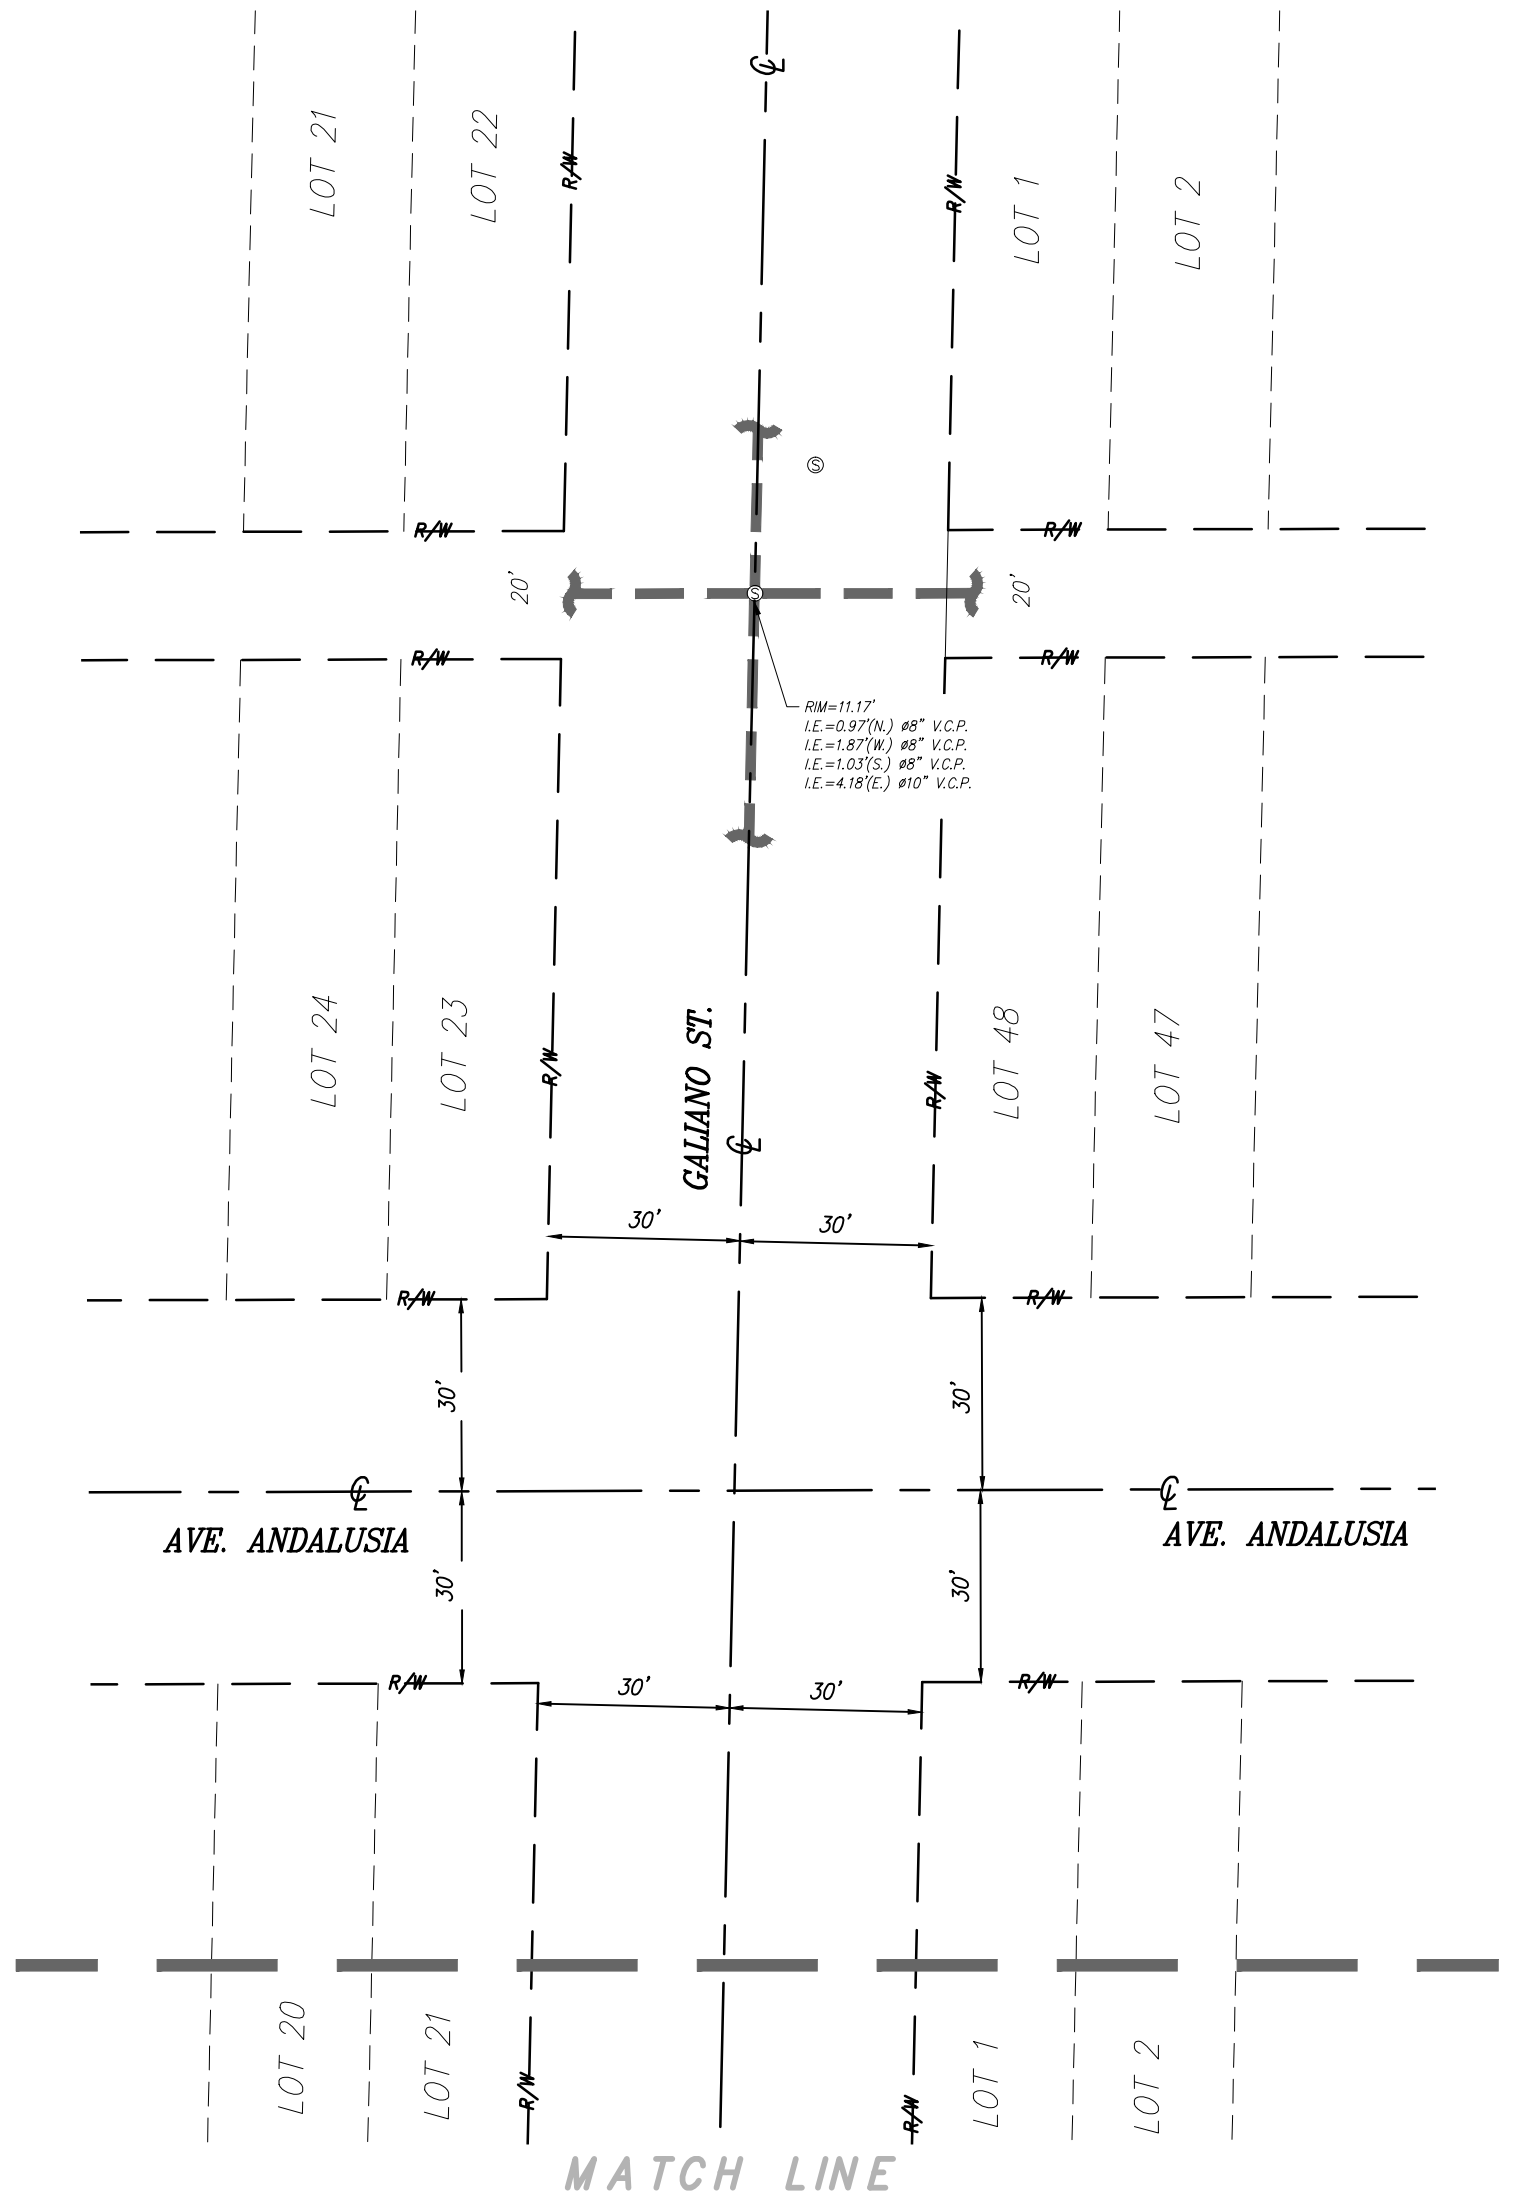 ℄
LOT 21
LOT 22
R/W
R/W
LOT 1
LOT 2
Ⓢ
R/W
R/W
20'
Ⓢ
20'
R/W
R/W
RIM=11.17'
I.E.=0.97'(N.) ø8" V.C.P.
I.E.=1.87'(W.) ø8" V.C.P.
I.E.=1.03'(S.) ø8" V.C.P.
I.E.=4.18'(E.) ø10" V.C.P.
LOT 24
LOT 23
R/W
GALIANO ST.
℄
R/W
LOT 48
LOT 47
30'
30'
R/W
R/W
30'
30'
℄
℄
AVE. ANDALUSIA
AVE. ANDALUSIA
30'
30'
R/W
R/W
30'
30'
LOT 20
LOT 21
R/W
R/W
LOT 1
LOT 2
MATCH LINE